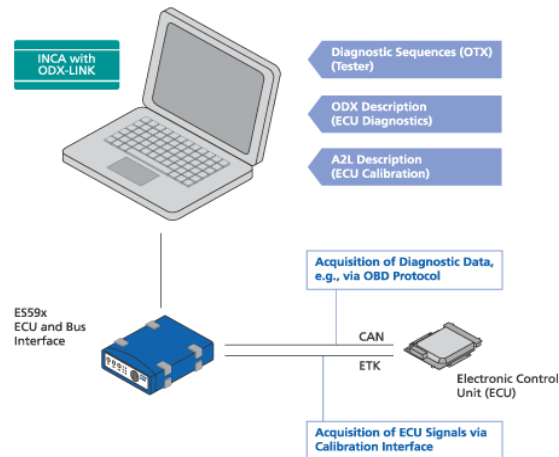 INCA with
ODX-LINK
Diagnostic Sequences (OTX)
(Tester)
ODX Description
(ECU Diagnostics)
A2L Description
(ECU Calibration)
Acquisition of Diagnostic Data,
e.g., via OBD Protocol
ES59x
ECU and Bus
Interface
CAN
ETK
Electronic Control
Unit (ECU)
Acquisition of ECU Signals via
Calibration Interface